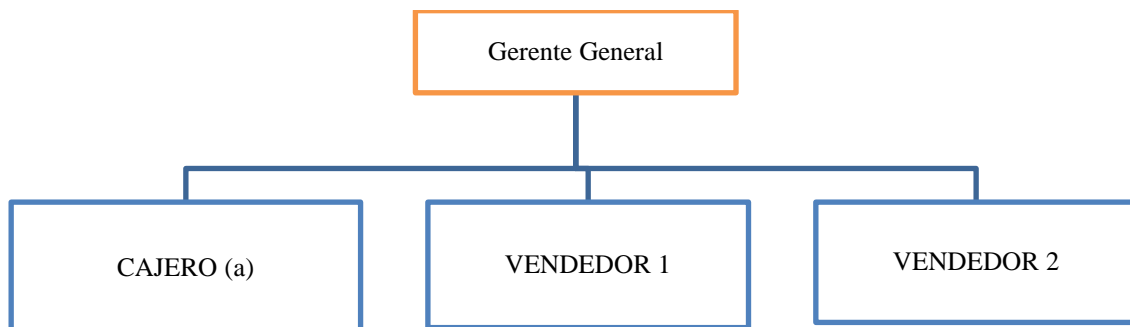 Gerente General
CAJERO (a)
VENDEDOR 1
VENDEDOR 2